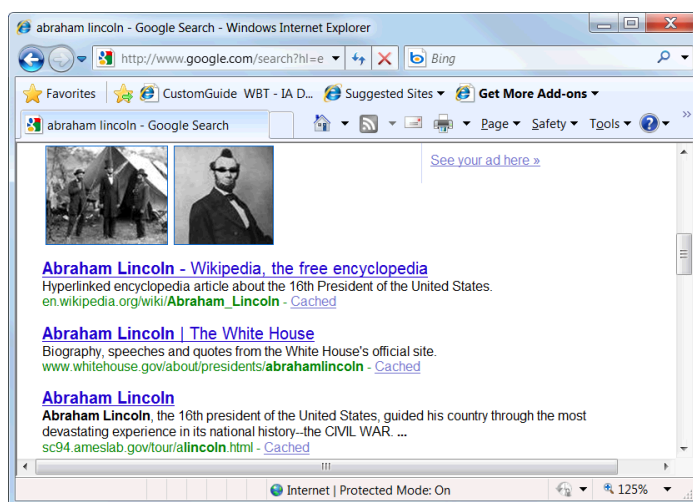 abraham lincoln - Google Search - Windows Internet Explorer
http://www.google.com/search?hl=e
Bing
Favorites CustomGuide WBT - IA D... Suggested Sites Get More Add-ons
abraham lincoln - Google Search Page Safety Tools »
See your ad here »
Abraham Lincoln - Wikipedia, the free encyclopedia
Hyperlinked encyclopedia article about the 16th President of the United States.
en.wikipedia.org/wiki/Abraham_Lincoln - Cached
Abraham Lincoln | The White House
Biography, speeches and quotes from the White House's official site.
www.whitehouse.gov/about/presidents/abrahamlincoln - Cached
Abraham Lincoln
Abraham Lincoln, the 16th president of the United States, guided his country through the most
devastating experience in its national history--the CIVIL WAR. ...
sc94.ameslab.gov/tour/alincoln.html - Cached
Internet | Protected Mode: On 125%